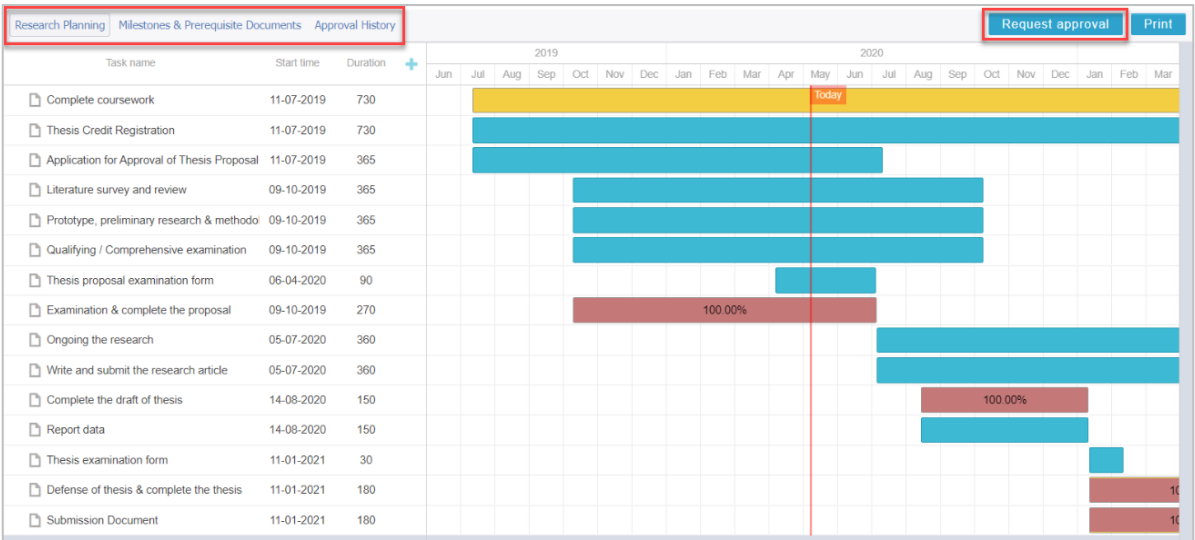 Research Planning Milestones & Prerequisite Documents Approval History Request approval Print
2019 2020
Task name Start time Duration
Jun Jul Aug Sep Oct Nov Dec Jan Feb Mar Apr May Jun Jul Aug Sep Oct Nov Dec Jan Feb Mar
Today
Complete coursework 11-07-2019 730
Thesis Credit Registration 11-07-2019 730
Application for Approval of Thesis Proposal 11-07-2019 365
Literature survey and review 09-10-2019 365
Prototype, preliminary research & methodol 09-10-2019 365
Qualifying / Comprehensive examination 09-10-2019 365
Thesis proposal examination form 06-04-2020 90
Examination & complete the proposal 09-10-2019 270 100.00%
Ongoing the research 05-07-2020 360
Write and submit the research article 05-07-2020 360
Complete the draft of thesis 14-08-2020 150 100.00%
Report data 14-08-2020 150
Thesis examination form 11-01-2021 30
Defense of thesis & complete the thesis 11-01-2021 180 10
Submission Document 11-01-2021 180 10